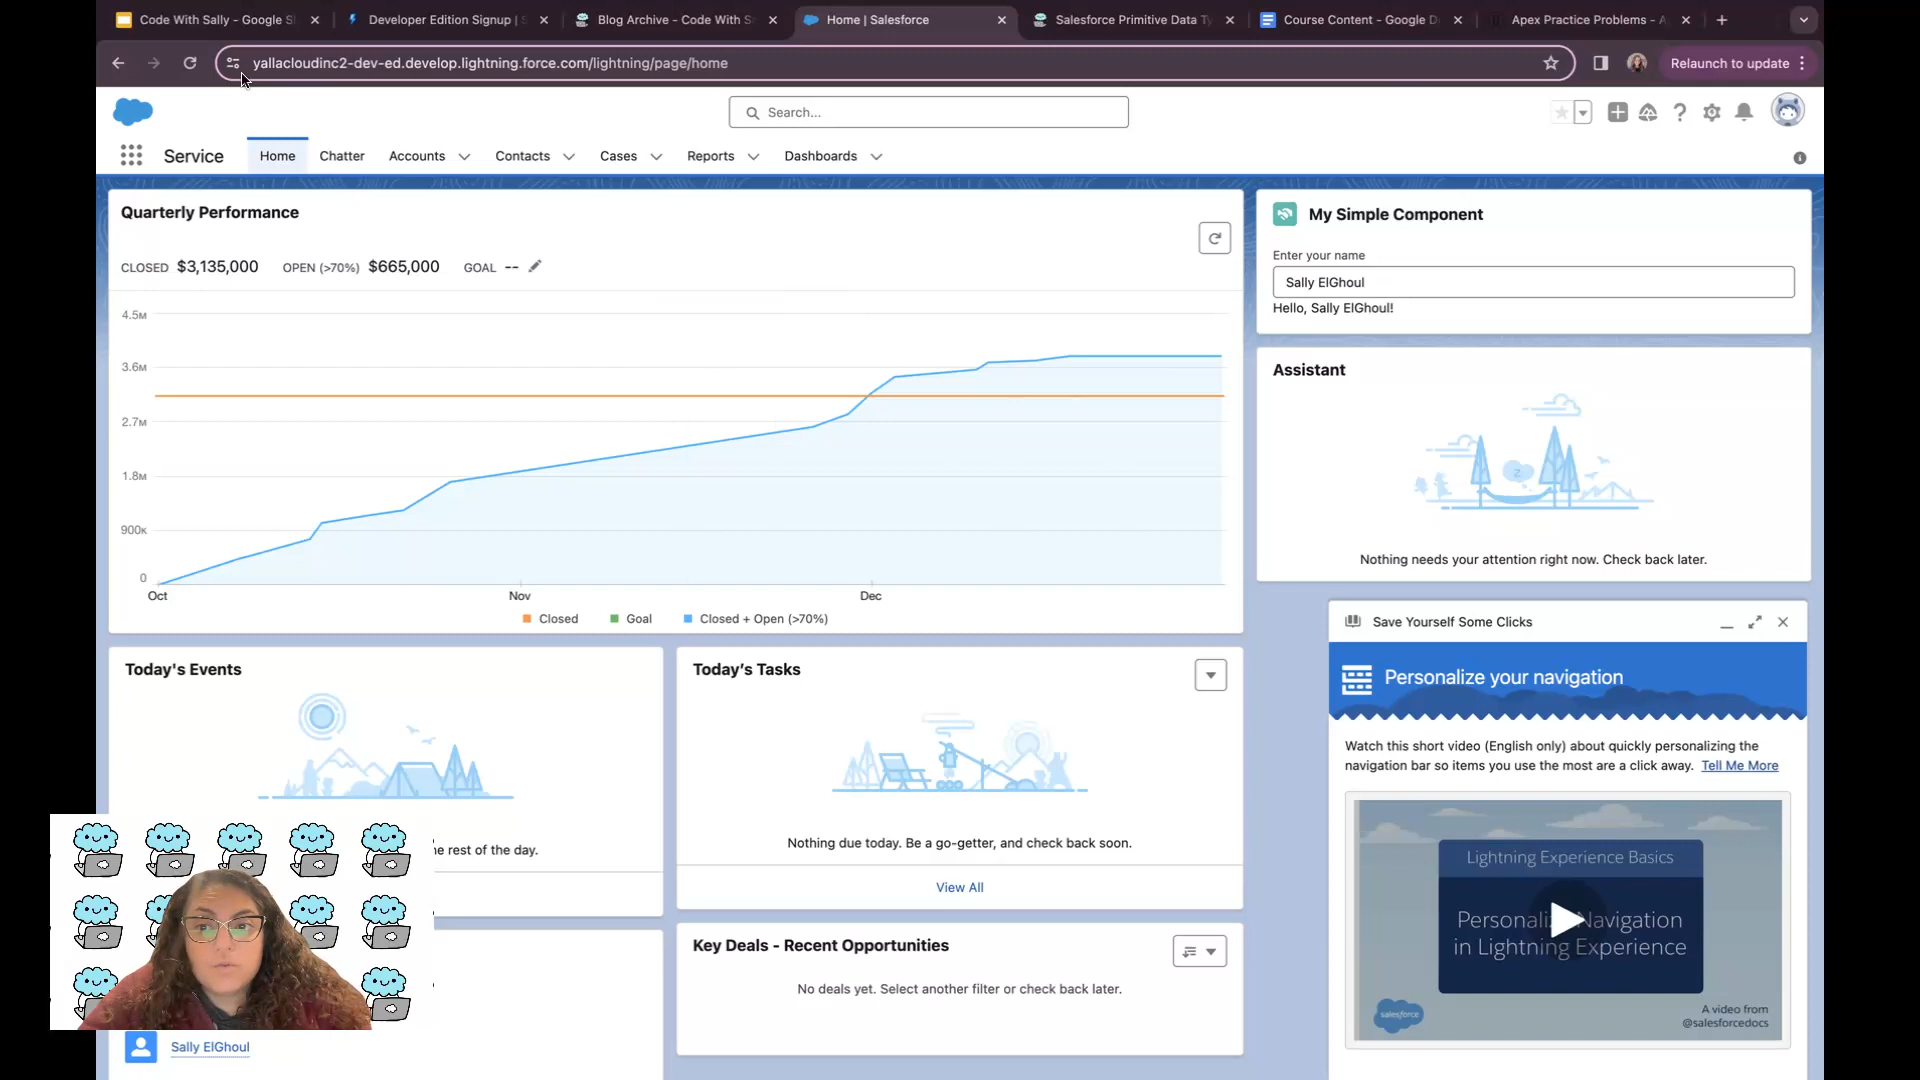 Code With Sally - Google S
Developer Edition Signup | S
Blog Archive - Code With S
Home | Salesforce
Salesforce Primitive Data Ty
Course Content - Google D
Apex Practice Problems - A
yallacloudinc2-dev-ed.develop.lightning.force.com/lightning/page/home
Relaunch to update
Search...
Service
Home
Chatter
Accounts
Contacts
Cases
Reports
Dashboards
Quarterly Performance
CLOSED $3,135,000 OPEN (>70%) $665,000 GOAL --
4.5M
3.6M
2.7M
1.8M
900K
0
Oct
Nov
Dec
Closed
Goal
Closed + Open (>70%)
My Simple Component
Enter your name
Sally ElGhoul
Hello, Sally ElGhoul!
Assistant
Z
Nothing needs your attention right now. Check back later.
Today's Events
e rest of the day.
Today's Tasks
Nothing due today. Be a go-getter, and check back soon.
View All
Key Deals - Recent Opportunities
No deals yet. Select another filter or check back later.
Sally ElGhoul
Save Yourself Some Clicks
Personalize your navigation
Watch this short video (English only) about quickly personalizing the
navigation bar so items you use the most are a click away. Tell Me More
Lightning Experience Basics
Personalize Navigation
in Lightning Experience
salesforce
A video from
@salesforcedocs